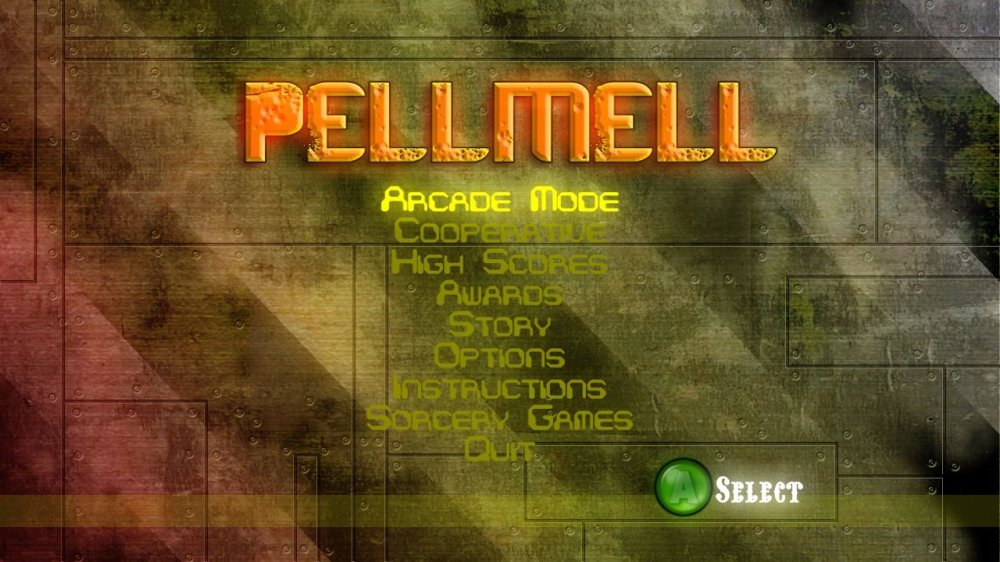 PELLMELL
Arcade Mode
Cooperative
High Scores
Awards
Story
Options
Instructions
Sorcery Games
Quit
A Select